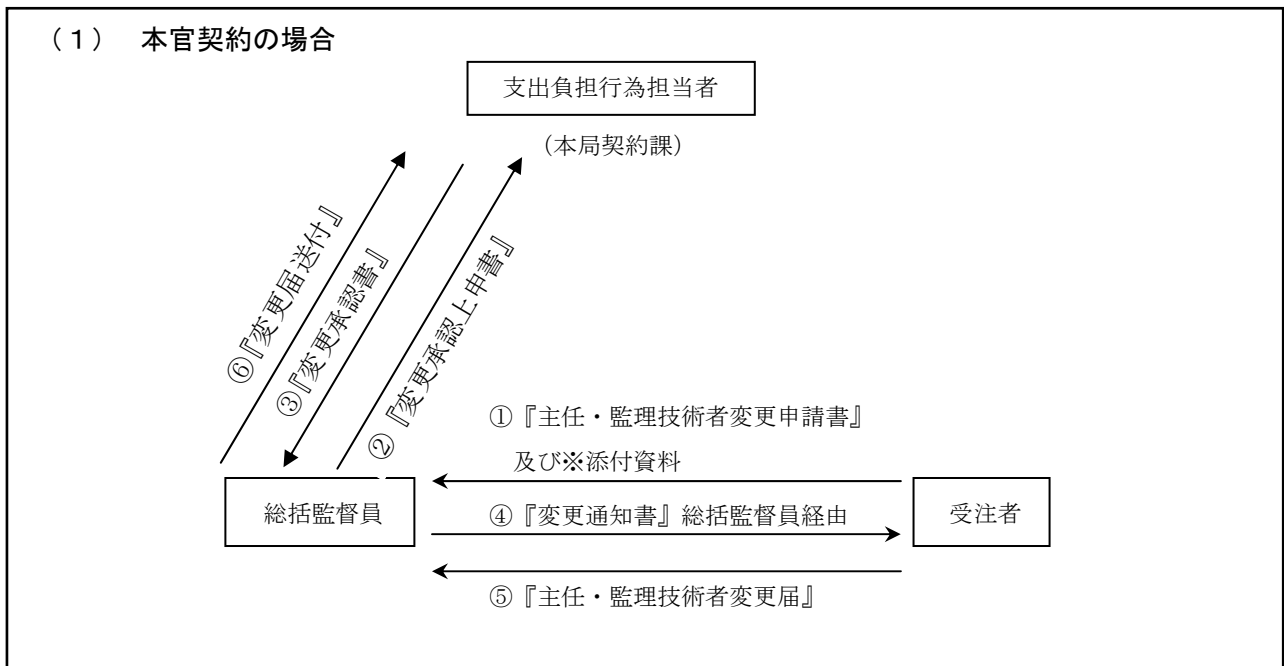 （１）　本官契約の場合
支出負担行為担当者
（本局契約課）
⑥『変更届送付』
③『変更承認書』
②『変更承認上申書』
①『主任・監理技術者変更申請書』
及び※添付資料
総括監督員
④『変更通知書』総括監督員経由
受注者
⑤『主任・監理技術者変更届』